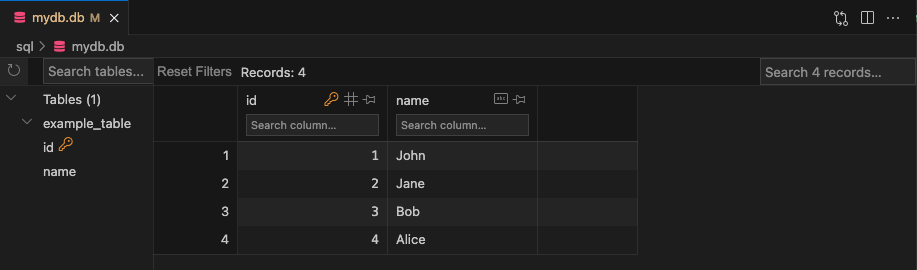 mydb.db M
sql > mydb.db
Search tables... Reset Filters Records: 4 Search 4 records...
Tables (1)
example_table
id
name
id name
Search column... Search column...
1 1 John
2 2 Jane
3 3 Bob
4 4 Alice